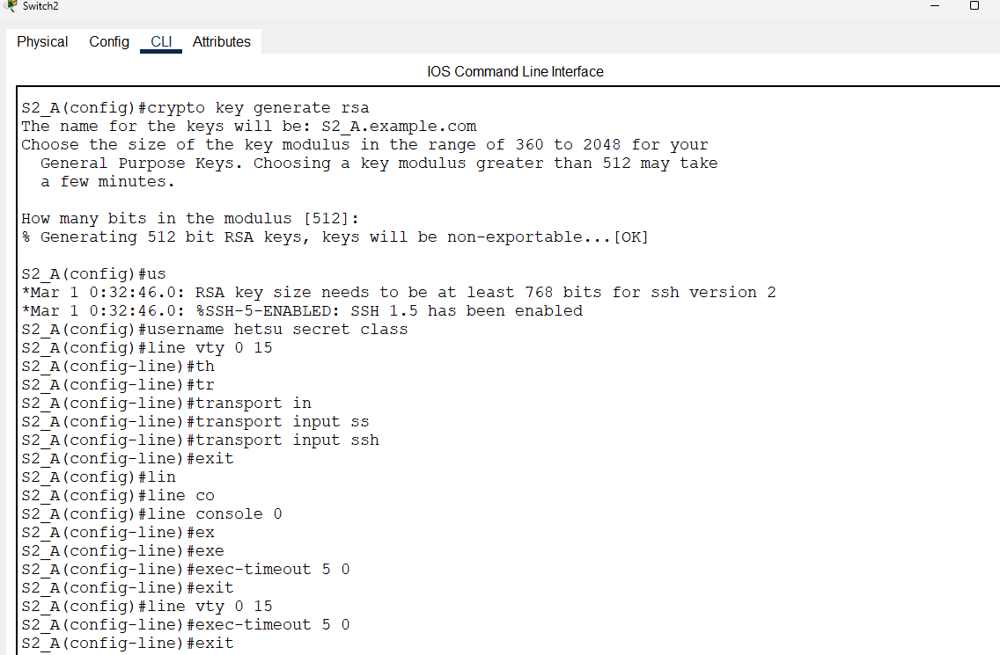 Switch2
Physical Config CLI Attributes
IOS Command Line Interface
S2_A(config)#crypto key generate rsa
The name for the keys will be: S2_A.example.com
Choose the size of the key modulus in the range of 360 to 2048 for your
  General Purpose Keys. Choosing a key modulus greater than 512 may take
  a few minutes.

How many bits in the modulus [512]:
% Generating 512 bit RSA keys, keys will be non-exportable...[OK]

S2_A(config)#us
*Mar 1 0:32:46.0: RSA key size needs to be at least 768 bits for ssh version 2
*Mar 1 0:32:46.0: %SSH-5-ENABLED: SSH 1.5 has been enabled
S2_A(config)#username hetsu secret class
S2_A(config)#line vty 0 15
S2_A(config-line)#th
S2_A(config-line)#tr
S2_A(config-line)#transport in
S2_A(config-line)#transport input ss
S2_A(config-line)#transport input ssh
S2_A(config-line)#exit
S2_A(config)#lin
S2_A(config)#line co
S2_A(config)#line console 0
S2_A(config-line)#ex
S2_A(config-line)#exe
S2_A(config-line)#exec-timeout 5 0
S2_A(config-line)#exit
S2_A(config)#line vty 0 15
S2_A(config-line)#exec-timeout 5 0
S2_A(config-line)#exit